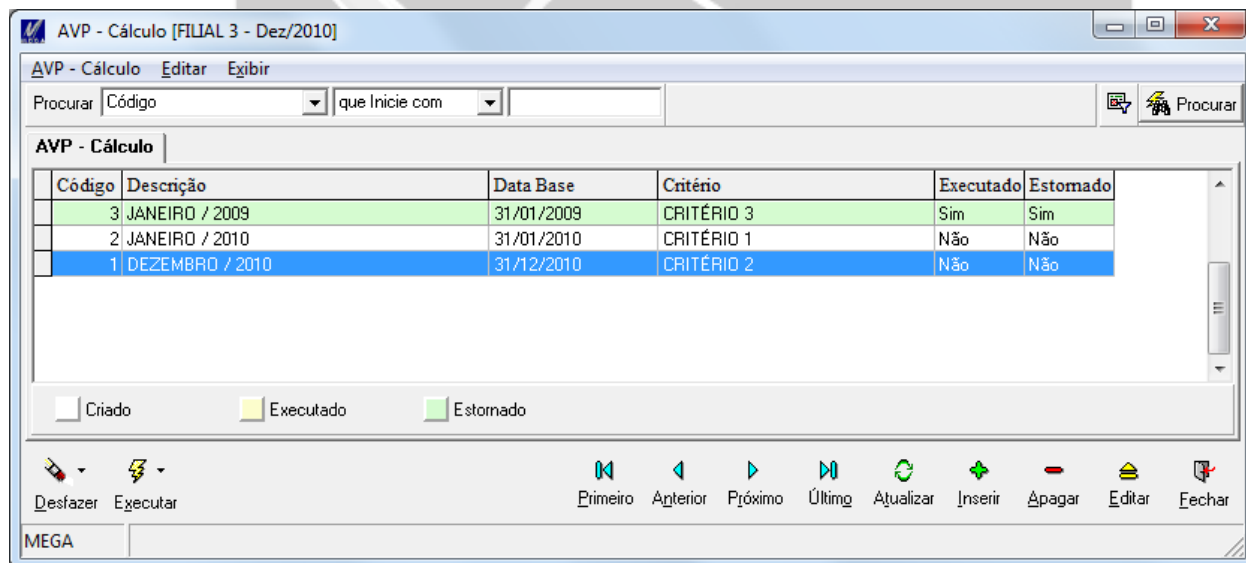 AVP - Cálculo [FILIAL 3 - Dez/2010]
AVP - Cálculo Editar Exibir
Procurar Código que Inicie com Procurar
AVP - Cálculo
Código Descrição Data Base Critério Executado Estornado
3 JANEIRO / 2009 31/01/2009 CRITÉRIO 3 Sim Sim
2 JANEIRO / 2010 31/01/2010 CRITÉRIO 1 Não Não
1 DEZEMBRO / 2010 31/12/2010 CRITÉRIO 2 Não Não
Criado Executado Estornado
Desfazer Executar Primeiro Anterior Próximo Último Atualizar Inserir Apagar Editar Fechar
MEGA